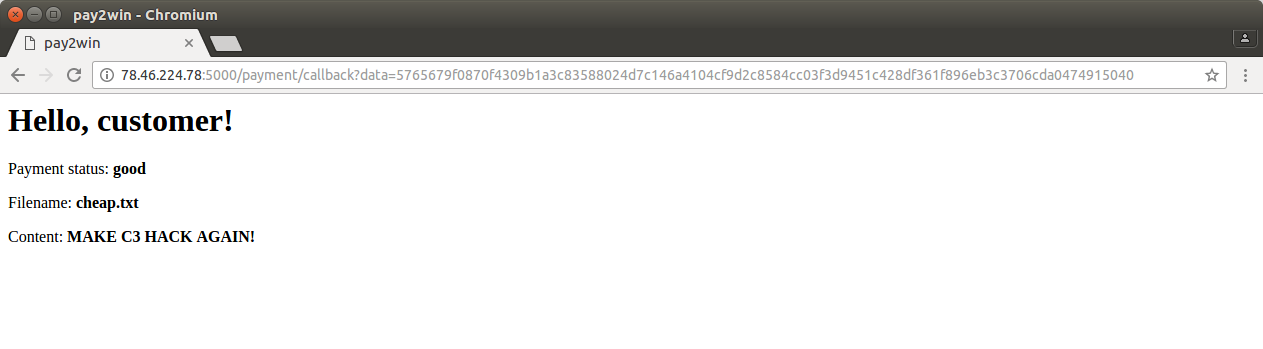 pay2win - Chromium
pay2win
78.46.224.78:5000/payment/callback?data=5765679f0870f4309b1a3c83588024d7c146a4104cf9d2c8584cc03f3d9451c428df361f896eb3c3706cda0474915040
Hello, customer!
Payment status: good
Filename: cheap.txt
Content: MAKE C3 HACK AGAIN!